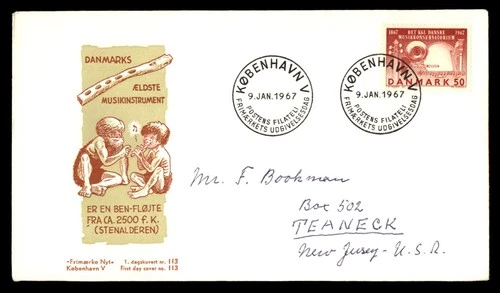 DANMARKS
ÆLDSTE
MUSIKINSTRUMENT
ER EN BEN-FLØJTE
FRA CA. 2500 F. K.
(STENALDEREN)
»Frimærke Nyt«
København V
1. dagskuvert nr. 113
First day cover no. 113
KØBENHAVN V
9. JAN. 1967
POSTENS FILATELI
FRIMÆRKETS UDGIVELSESDAG
KØBENHAVN V
9. JAN. 1967
POSTENS FILATELI
FRIMÆRKETS UDGIVELSESDAG
1867 DET KGL DANSKE 1967
MUSIKKONSERVATORIUM
DANMARK 50
Mr. F. Bookman
Box 502
TEANECK
New Jersey - U.S.A.